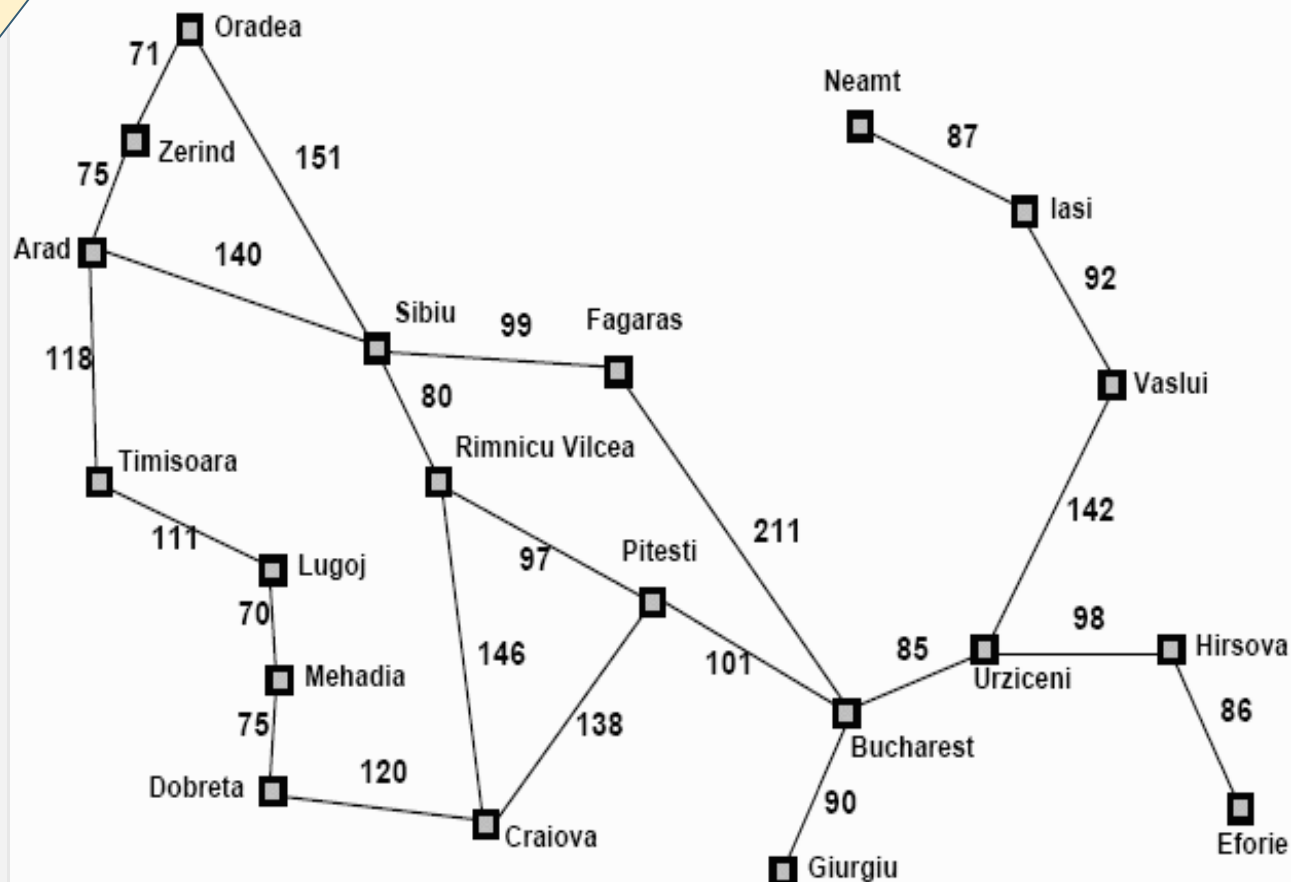 Oradea
71
Neamt
87
Zerind
151
75
Iasi
Arad
140
92
Sibiu
99
Fagaras
118
80
Vaslui
Rimnicu Vilcea
Timisoara
142
211
111
97
Pitesti
Lugoj
70
98
146
101
85
Hirsova
Mehadia
Urziceni
75
138
86
Bucharest
120
Dobreta
90
Craiova
Eforie
Giurgiu